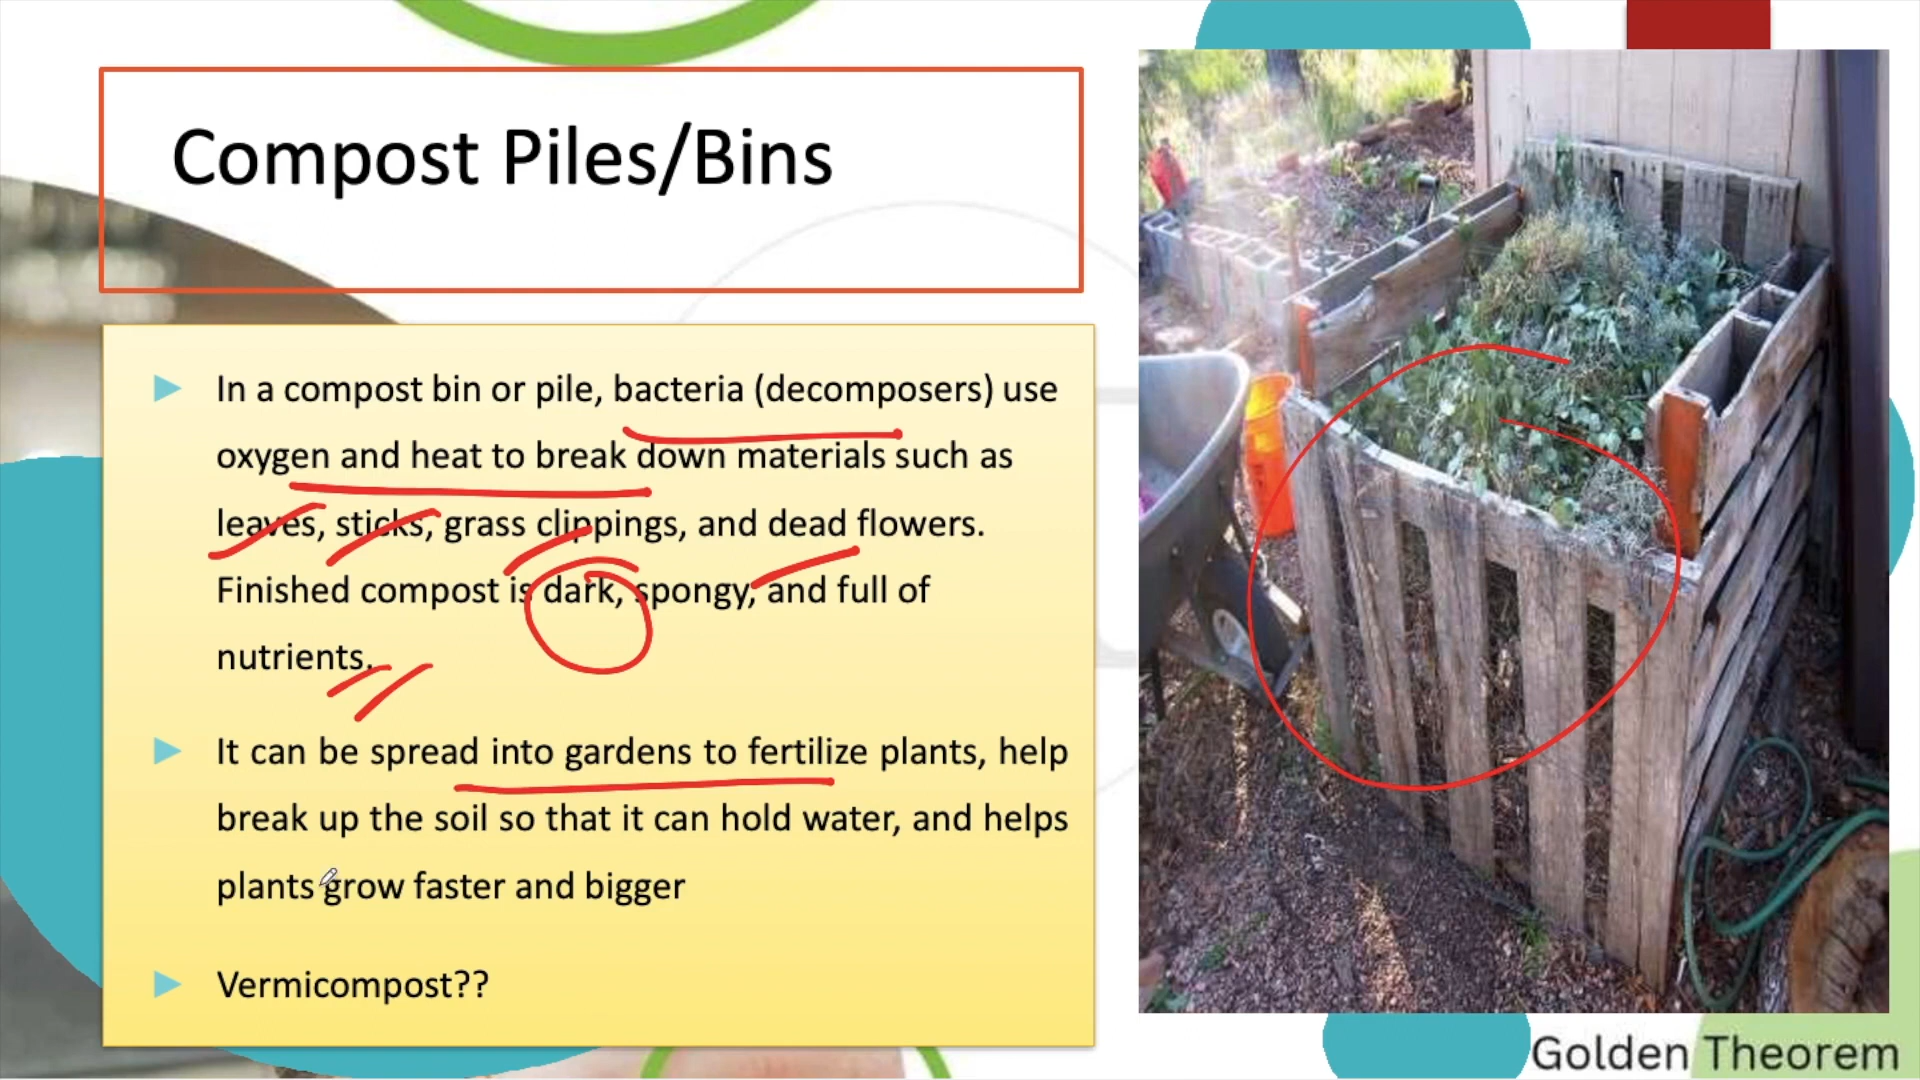 Compost Piles/Bins
In a compost bin or pile, bacteria (decomposers) use
oxygen and heat to break down materials such as
leaves, sticks, grass clippings, and dead flowers.
Finished compost is dark, spongy, and full of
nutrients.
It can be spread into gardens to fertilize plants, help
break up the soil so that it can hold water, and helps
plants grow faster and bigger
Vermicompost??
Golden Theorem